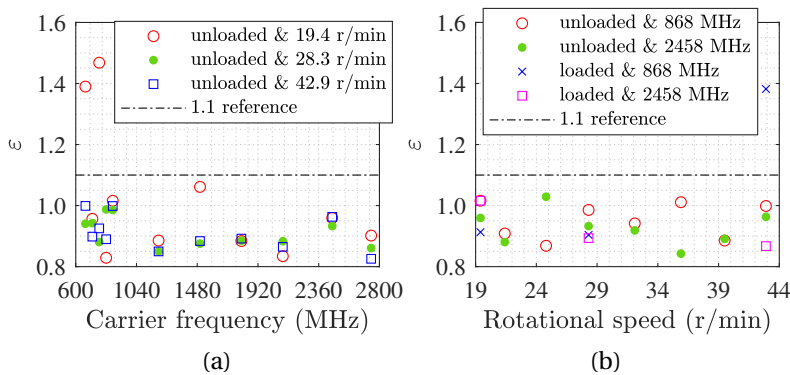 1.6
1.4
1.2
1.0
0.8
ε
unloaded & 19.4 r/min
unloaded & 28.3 r/min
unloaded & 42.9 r/min
1.1 reference
600 1040 1480 1920 2360 2800
Carrier frequency (MHz)
(a)
1.6
1.4
1.2
1.0
0.8
ε
unloaded & 868 MHz
unloaded & 2458 MHz
loaded & 868 MHz
loaded & 2458 MHz
1.1 reference
19 24 29 34 39 44
Rotational speed (r/min)
(b)